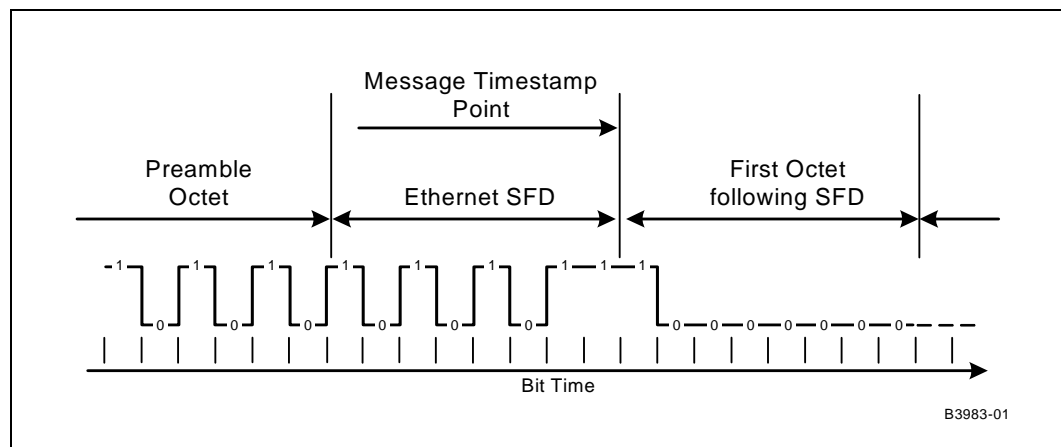 Message Timestamp
Point
Preamble
Octet
Ethernet SFD
First Octet
following SFD
1 1 1 1 1 1 1 1 1
0 0 0 0 0 0 0 0 0 0 0 0 0
Bit Time
B3983-01